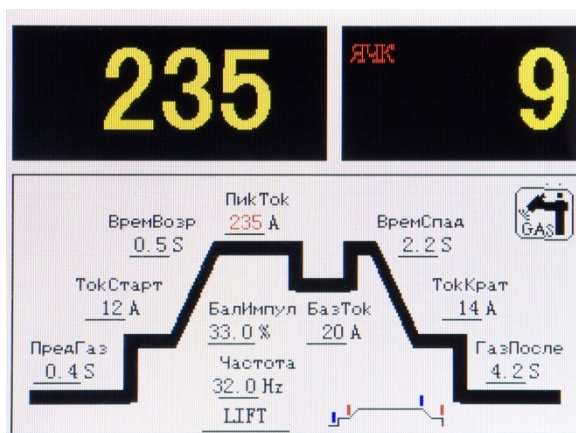 235
ЯЧК 9
ПикТок
235 A
ВремВозр
0.5 S
ВремСпад
2.2 S
GAS
ТокСтарт
12 A
БалИмпул
33.0 %
БазТок
20 A
ТокКрат
14 A
ПредГаз
0.4 S
Частота
32.0 Hz
ГазПосле
4.2 S
LIFT